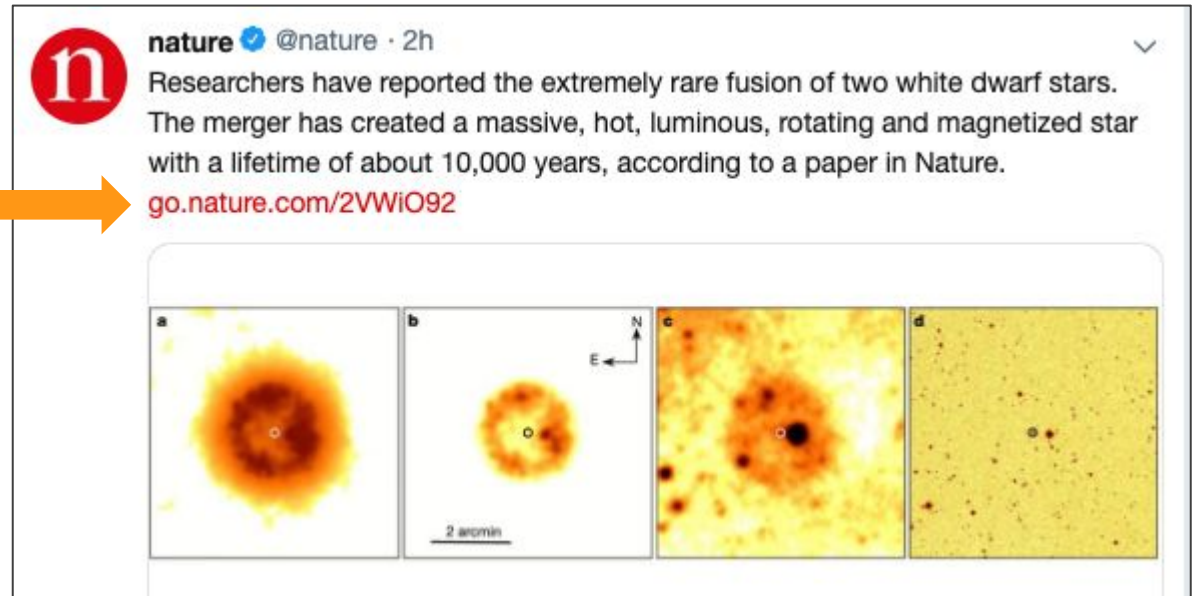 n
nature @nature · 2h
Researchers have reported the extremely rare fusion of two white dwarf stars.
The merger has created a massive, hot, luminous, rotating and magnetized star
with a lifetime of about 10,000 years, according to a paper in Nature.
go.nature.com/2VWiO92
a
b
N
E
2 arcmin
c
d